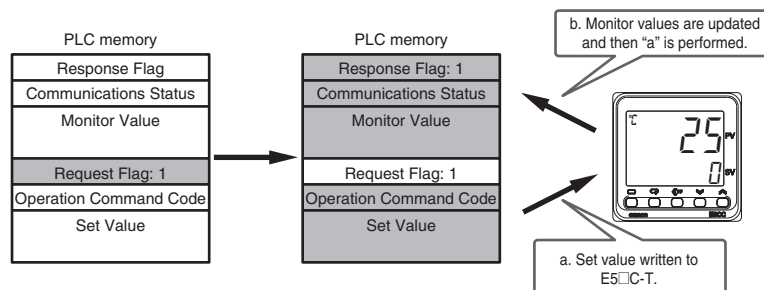 PLC memory
Response Flag
Communications Status
Monitor Value
Request Flag: 1
Operation Command Code
Set Value
PLC memory
Response Flag: 1
Communications Status
Monitor Value
Request Flag: 1
Operation Command Code
Set Value
b. Monitor values are updated
and then “a” is performed.
°C
25 PV
0 SV
omron E5CC
a. Set value written to
E5□C-T.